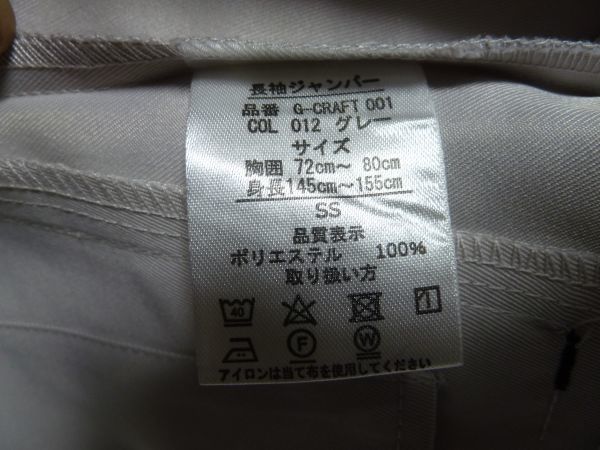 長袖ジャンパー
品番 G-CRAFT 001
COL 012 グレー
サイズ
胸囲 72cm～ 80cm
身長145cm～155cm
SS
品質表示
ポリエステル 100%
取り扱い方
40
F W
アイロンは当て布を使用してください